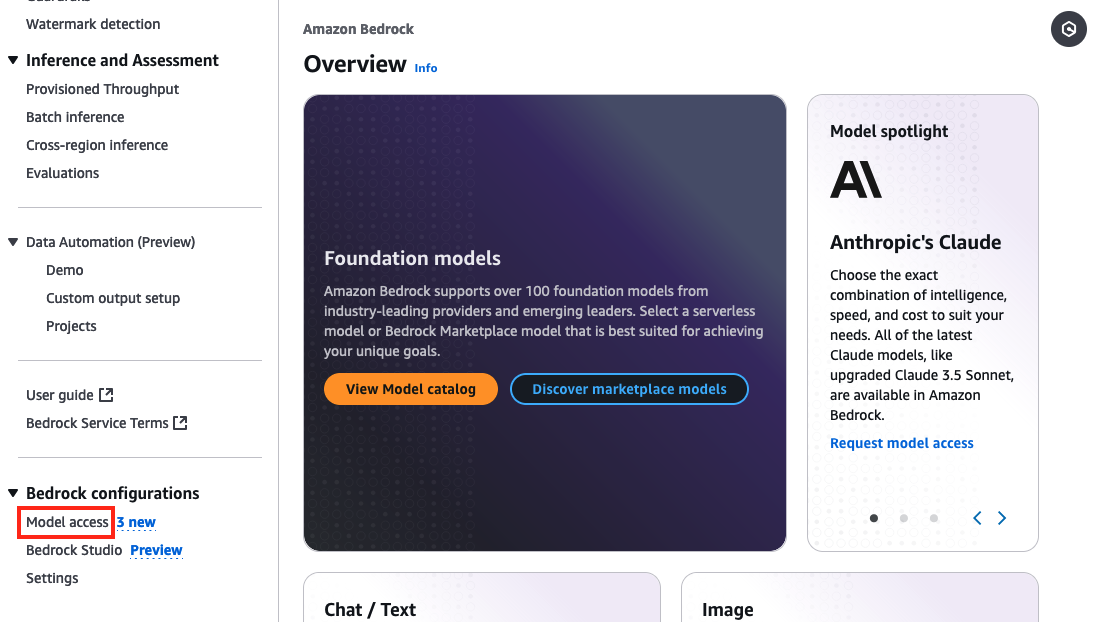 Watermark detection
Inference and Assessment
Provisioned Throughput
Batch inference
Cross-region inference
Evaluations
Data Automation (Preview)
Demo
Custom output setup
Projects
User guide
Bedrock Service Terms
Bedrock configurations
Model access 3 new
Bedrock Studio Preview
Settings
Amazon Bedrock
Overview Info
Foundation models
Amazon Bedrock supports over 100 foundation models from
industry-leading providers and emerging leaders. Select a serverless
model or Bedrock Marketplace model that is best suited for achieving
your unique goals.
View Model catalog
Discover marketplace models
Model spotlight
Anthropic's Claude
Choose the exact
combination of intelligence,
speed, and cost to suit your
needs. All of the latest
Claude models, like
upgraded Claude 3.5 Sonnet,
are available in Amazon
Bedrock.
Request model access
Chat / Text
Image